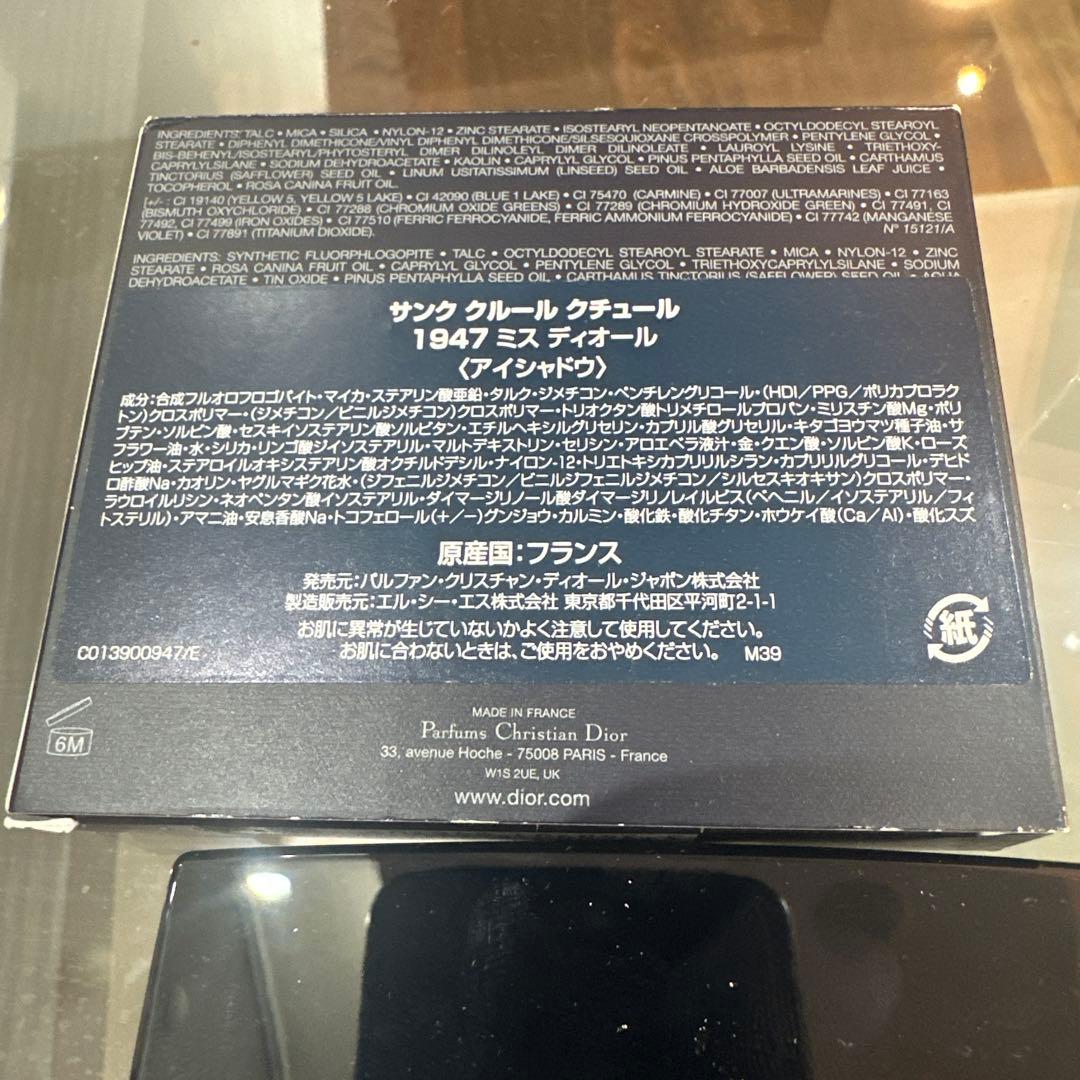 INGREDIENTS: TALC • MICA • SILICA • NYLON-12 • ZINC STEARATE • ISOSTEARYL NEOPENTANOATE • OCTYLDODECYL STEAROYL
STEARATE • DIPHENYL DIMETHICONE/VINYL DIPHENYL DIMETHICONE/SILSESQUIOXANE CROSSPOLYMER • PENTYLENE GLYCOL •
BIS-BEHENYL/ISOSTEARYL/PHYTOSTERYL DIMER DILINOLEYL DIMER DILINOLEATE • LAUROYL LYSINE • TRIETHOXY-
CAPRYLYLSILANE • SODIUM DEHYDROACETATE • KAOLIN • CAPRYLYL GLYCOL • PINUS PENTAPHYLLA SEED OIL • CARTHAMUS
TINCTORIUS (SAFFLOWER) SEED OIL • LINUM USITATISSIMUM (LINSEED) SEED OIL • ALOE BARBADENSIS LEAF JUICE •
TOCOPHEROL • ROSA CANINA FRUIT OIL.
[+/- : CI 19140 (YELLOW 5, YELLOW 5 LAKE) • CI 42090 (BLUE 1 LAKE) • CI 75470 (CARMINE) • CI 77007 (ULTRAMARINES) • CI 77163
(BISMUTH OXYCHLORIDE) • CI 77288 (CHROMIUM OXIDE GREENS) • CI 77289 (CHROMIUM HYDROXIDE GREEN) • CI 77491, CI
77492, CI 77499 (IRON OXIDES) • CI 77510 (FERRIC FERROCYANIDE, FERRIC AMMONIUM FERROCYANIDE) • CI 77742 (MANGANESE
VIOLET) • CI 77891 (TITANIUM DIOXIDE). N° 15121/A
INGREDIENTS: SYNTHETIC FLUORPHLOGOPITE • TALC • OCTYLDODECYL STEAROYL STEARATE • MICA • NYLON-12 • ZINC
STEARATE • ROSA CANINA FRUIT OIL • CAPRYLYL GLYCOL • PENTYLENE GLYCOL • TRIETHOXYCAPRYLYLSILANE • SODIUM
DEHYDROACETATE • TIN OXIDE • PINUS PENTAPHYLLA SEED OIL • CARTHAMUS TINCTORIUS (SAFFLOWER) SEED OIL • AQUA
サンク クルール クチュール
1947 ミス ディオール
〈アイシャドウ〉
成分：合成フルオロフロゴパイト・マイカ・ステアリン酸亜鉛・タルク・ジメチコン・ペンチレングリコール・(HDI／PPG／ポリカプロラク
トン)クロスポリマー・(ジメチコン／ビニルジメチコン)クロスポリマー・トリオクタン酸トリメチロールプロパン・ミリスチン酸Mg・ポリ
ブテン・ソルビン酸・セスキイソステアリン酸ソルビタン・エチルヘキシルグリセリン・カプリル酸グリセリル・キタゴヨウマツ種子油・サ
フラワー油・水・シリカ・リンゴ酸ジイソステアリル・マルトデキストリン・セリシン・アロエベラ液汁・金・クエン酸・ソルビン酸K・ローズ
ヒップ油・ステアロイルオキシステアリン酸オクチルドデシル・ナイロン-12・トリエトキシカプリリルシラン・カプリリルグリコール・デヒド
ロ酢酸Na・カオリン・ヤグルマギク花水・(ジフェニルジメチコン／ビニルジフェニルジメチコン／シルセスキオキサン)クロスポリマー・
ラウロイルリシン・ネオペンタン酸イソステアリル・ダイマージリノール酸ダイマージリノレイルビス(ベヘニル／イソステアリル／フィ
トステリル)・アマニ油・安息香酸Na・トコフェロール(＋／－)グンジョウ・カルミン・酸化鉄・酸化チタン・ホウケイ酸(Ca／Al)・酸化スズ
原産国：フランス
発売元：パルファン・クリスチャン・ディオール・ジャポン株式会社
製造販売元：エル・シー・エス株式会社 東京都千代田区平河町2-1-1
お肌に異常が生じていないかよく注意して使用してください。
お肌に合わないときは、ご使用をおやめください。 M39
C013900947/E
紙
6M
MADE IN FRANCE
Parfums Christian Dior
33, avenue Hoche - 75008 PARIS - France
W1S 2UE, UK
www.dior.com